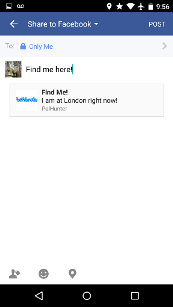 9:56
Share to Facebook
POST
To:
Only Me
Find me here!
Find Me!
I am at London right now!